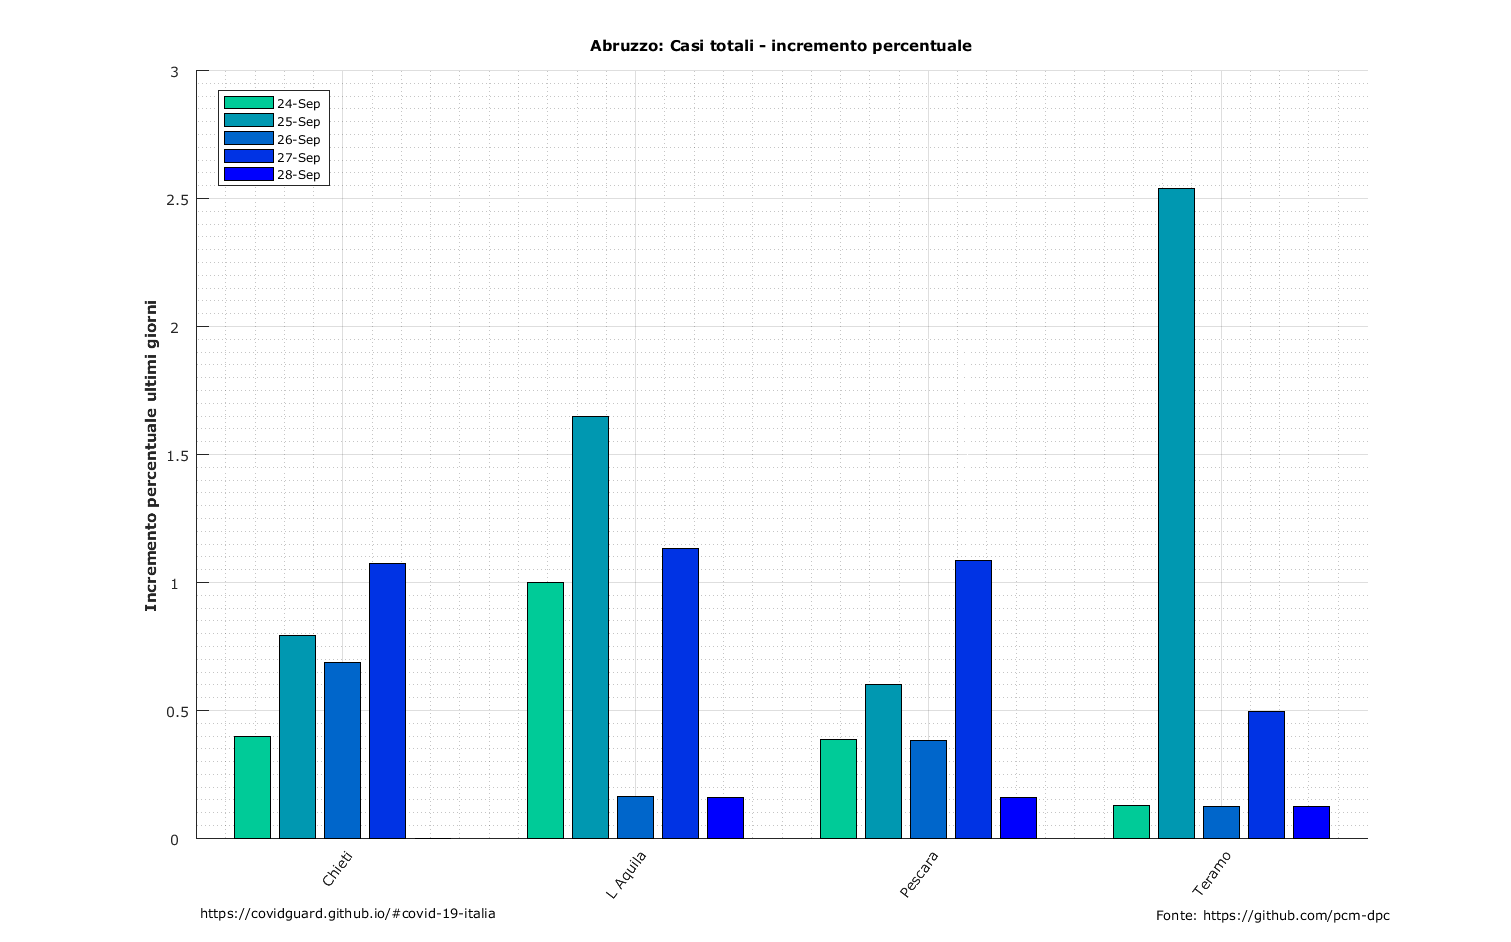 Abruzzo: Casi totali - incremento percentuale
3
2.5
2
1.5
1
0.5
0
24-Sep
25-Sep
26-Sep
27-Sep
28-Sep
Incremento percentuale ultimi giorni
Chieti
L Aquila
Pescara
Teramo
https://covidguard.github.io/#covid-19-italia
Fonte: https://github.com/pcm-dpc